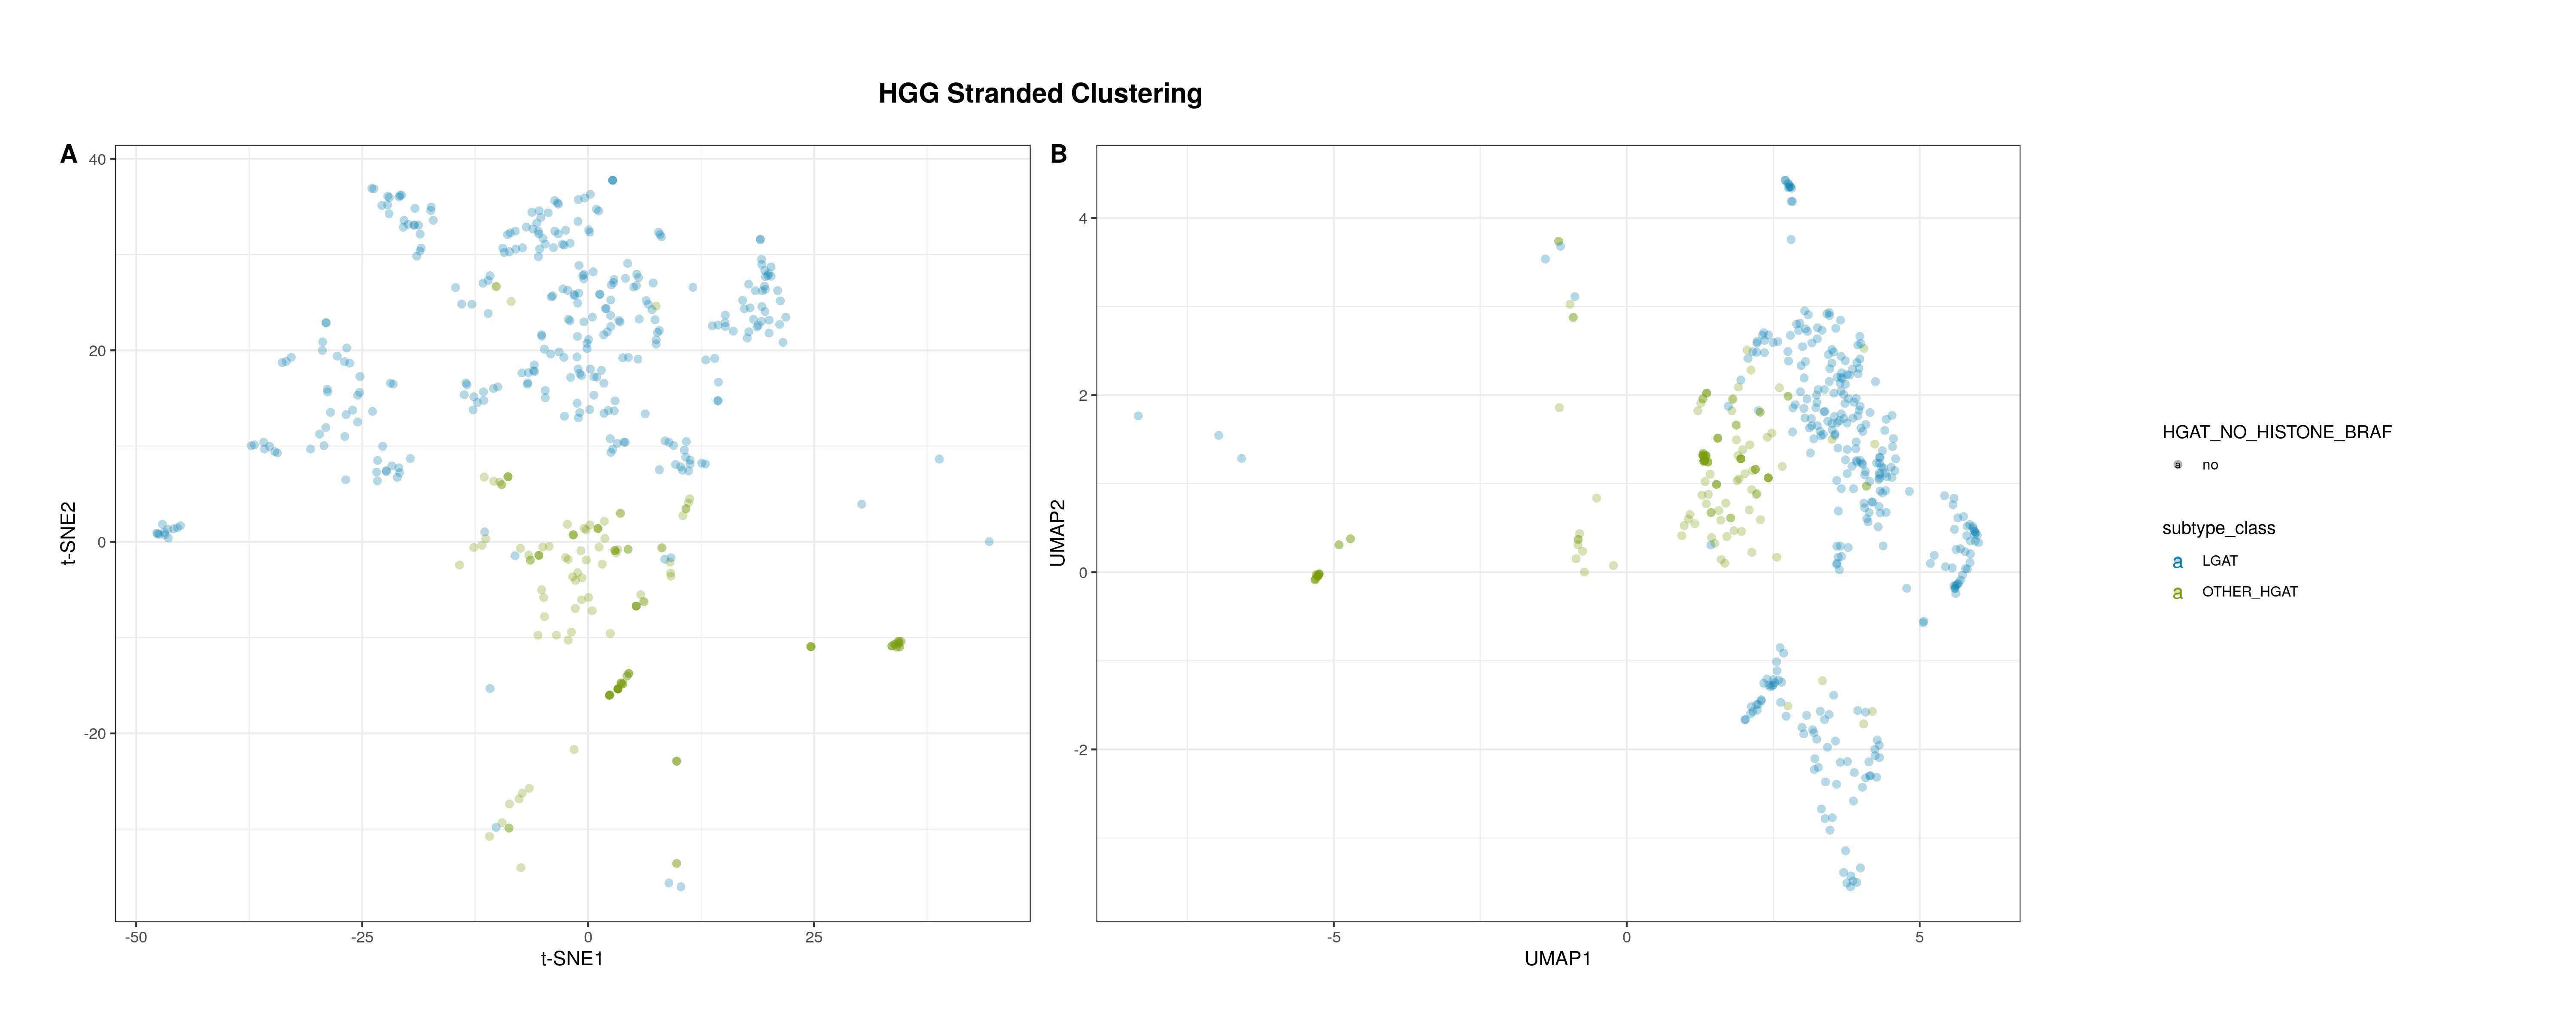 HGG Stranded Clustering
A
40
20
0
-20
t-SNE2
-50
-25
0
25
t-SNE1
B
4
2
0
-2
UMAP2
-5
0
5
UMAP1
HGAT_NO_HISTONE_BRAF
a no
subtype_class
a LGAT
a OTHER_HGAT